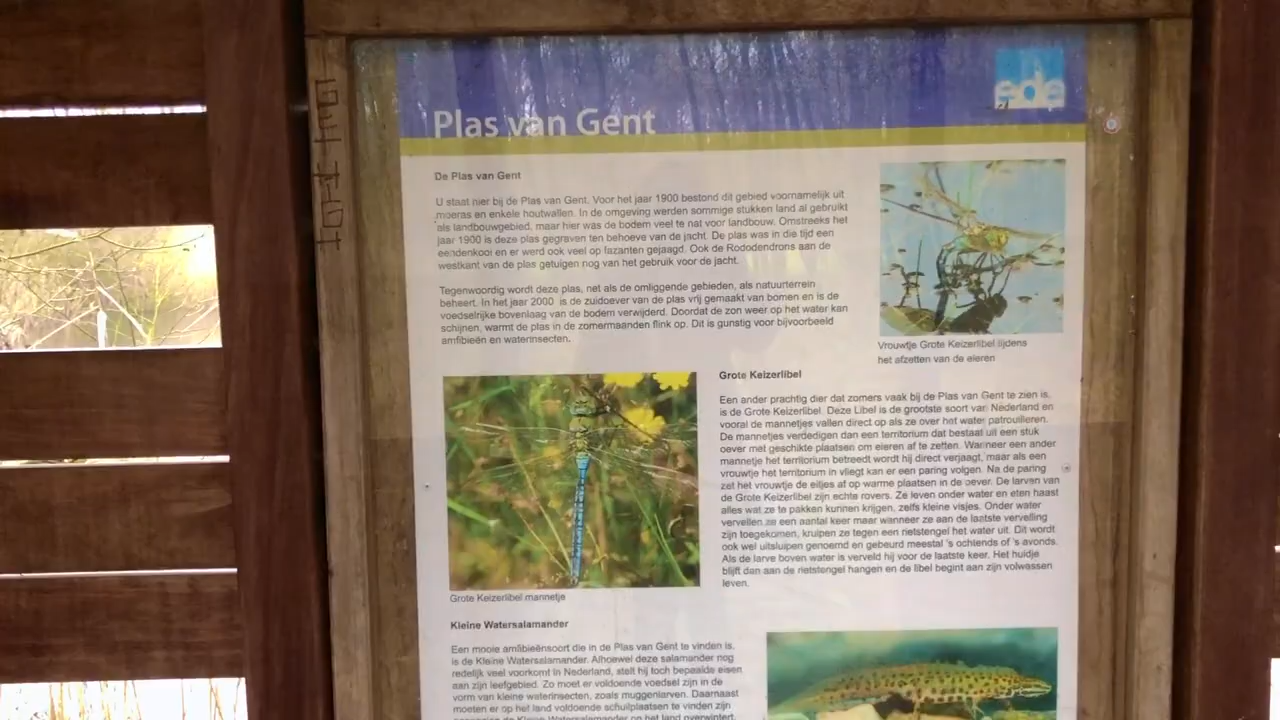 ede
Plas van Gent
De Plas van Gent
U staat hier bij de Plas van Gent. Voor het jaar 1900 bestond dit gebied voornamelijk uit
moeras en enkele houtwallen. In de omgeving werden sommige stukken land al gebruikt
als landbouwgebied, maar hier was de bodem veel te nat voor landbouw. Omstreeks het
jaar 1900 is deze plas gegraven ten behoeve van de jacht. De plas was in die tijd een
eendenkooi en er werd ook veel op fazanten gejaagd. Ook de Rododendrons aan de
westkant van de plas getuigen nog van het gebruik voor de jacht.
Tegenwoordig wordt deze plas, net als de omliggende gebieden, als natuurterrein
beheert. In het jaar 2000 is de zuidoever van de plas vrij gemaakt van bomen en is de
voedselrijke bovenlaag van de bodem verwijderd. Doordat de zon weer op het water kan
schijnen, warmt de plas in de zomermaanden flink op. Dit is gunstig voor bijvoorbeeld
amfibieën en waterinsecten.
Vrouwtje Grote Keizerlibel tijdens
het afzetten van de eieren
Grote Keizerlibel
Een ander prachtig dier dat zomers vaak bij de Plas van Gent te zien is,
is de Grote Keizerlibel. Deze Libel is de grootste soort van Nederland en
vooral de mannetjes vallen direct op als ze over het water patrouilleren.
De mannetjes verdedigen dan een territorium dat bestaat uit een stuk
oever met geschikte plaatsen om eieren af te zetten. Wanneer een ander
mannetje het territorium betreedt wordt hij direct verjaagt, maar als een
vrouwtje het territorium in vliegt kan er een paring volgen. Na de paring
zet het vrouwtje de eitjes af op warme plaatsen in de oever. De larven van
de Grote Keizerlibel zijn echte rovers. Ze leven onder water en eten haast
alles wat ze te pakken kunnen krijgen, zelfs kleine visjes. Onder water
vervellen ze een aantal keer maar wanneer ze aan de laatste vervelling
zijn toegekomen, kruipen ze tegen een rietstengel het water uit. Dit wordt
ook wel uitsluipen genoemd en gebeurd meestal 's ochtends of 's avonds.
Als de larve boven water is verveld hij voor de laatste keer. Het huidje
blijft dan aan de rietstengel hangen en de libel begint aan zijn volwassen
leven.
Grote Keizerlibel mannetje
Kleine Watersalamander
Een mooie amfibieënsoort die in de Plas van Gent te vinden is,
is de Kleine Watersalamander. Alhoewel deze salamander nog
redelijk veel voorkomt in Nederland, stelt hij toch bepaalde eisen
aan zijn leefgebied. Zo moet er voldoende voedsel zijn in de
vorm van kleine waterinsecten, zoals muggenlarven. Daarnaast
moeten er op het land voldoende schuilplaatsen te vinden zijn
de Kleine Watersalamander op het land overwintert.